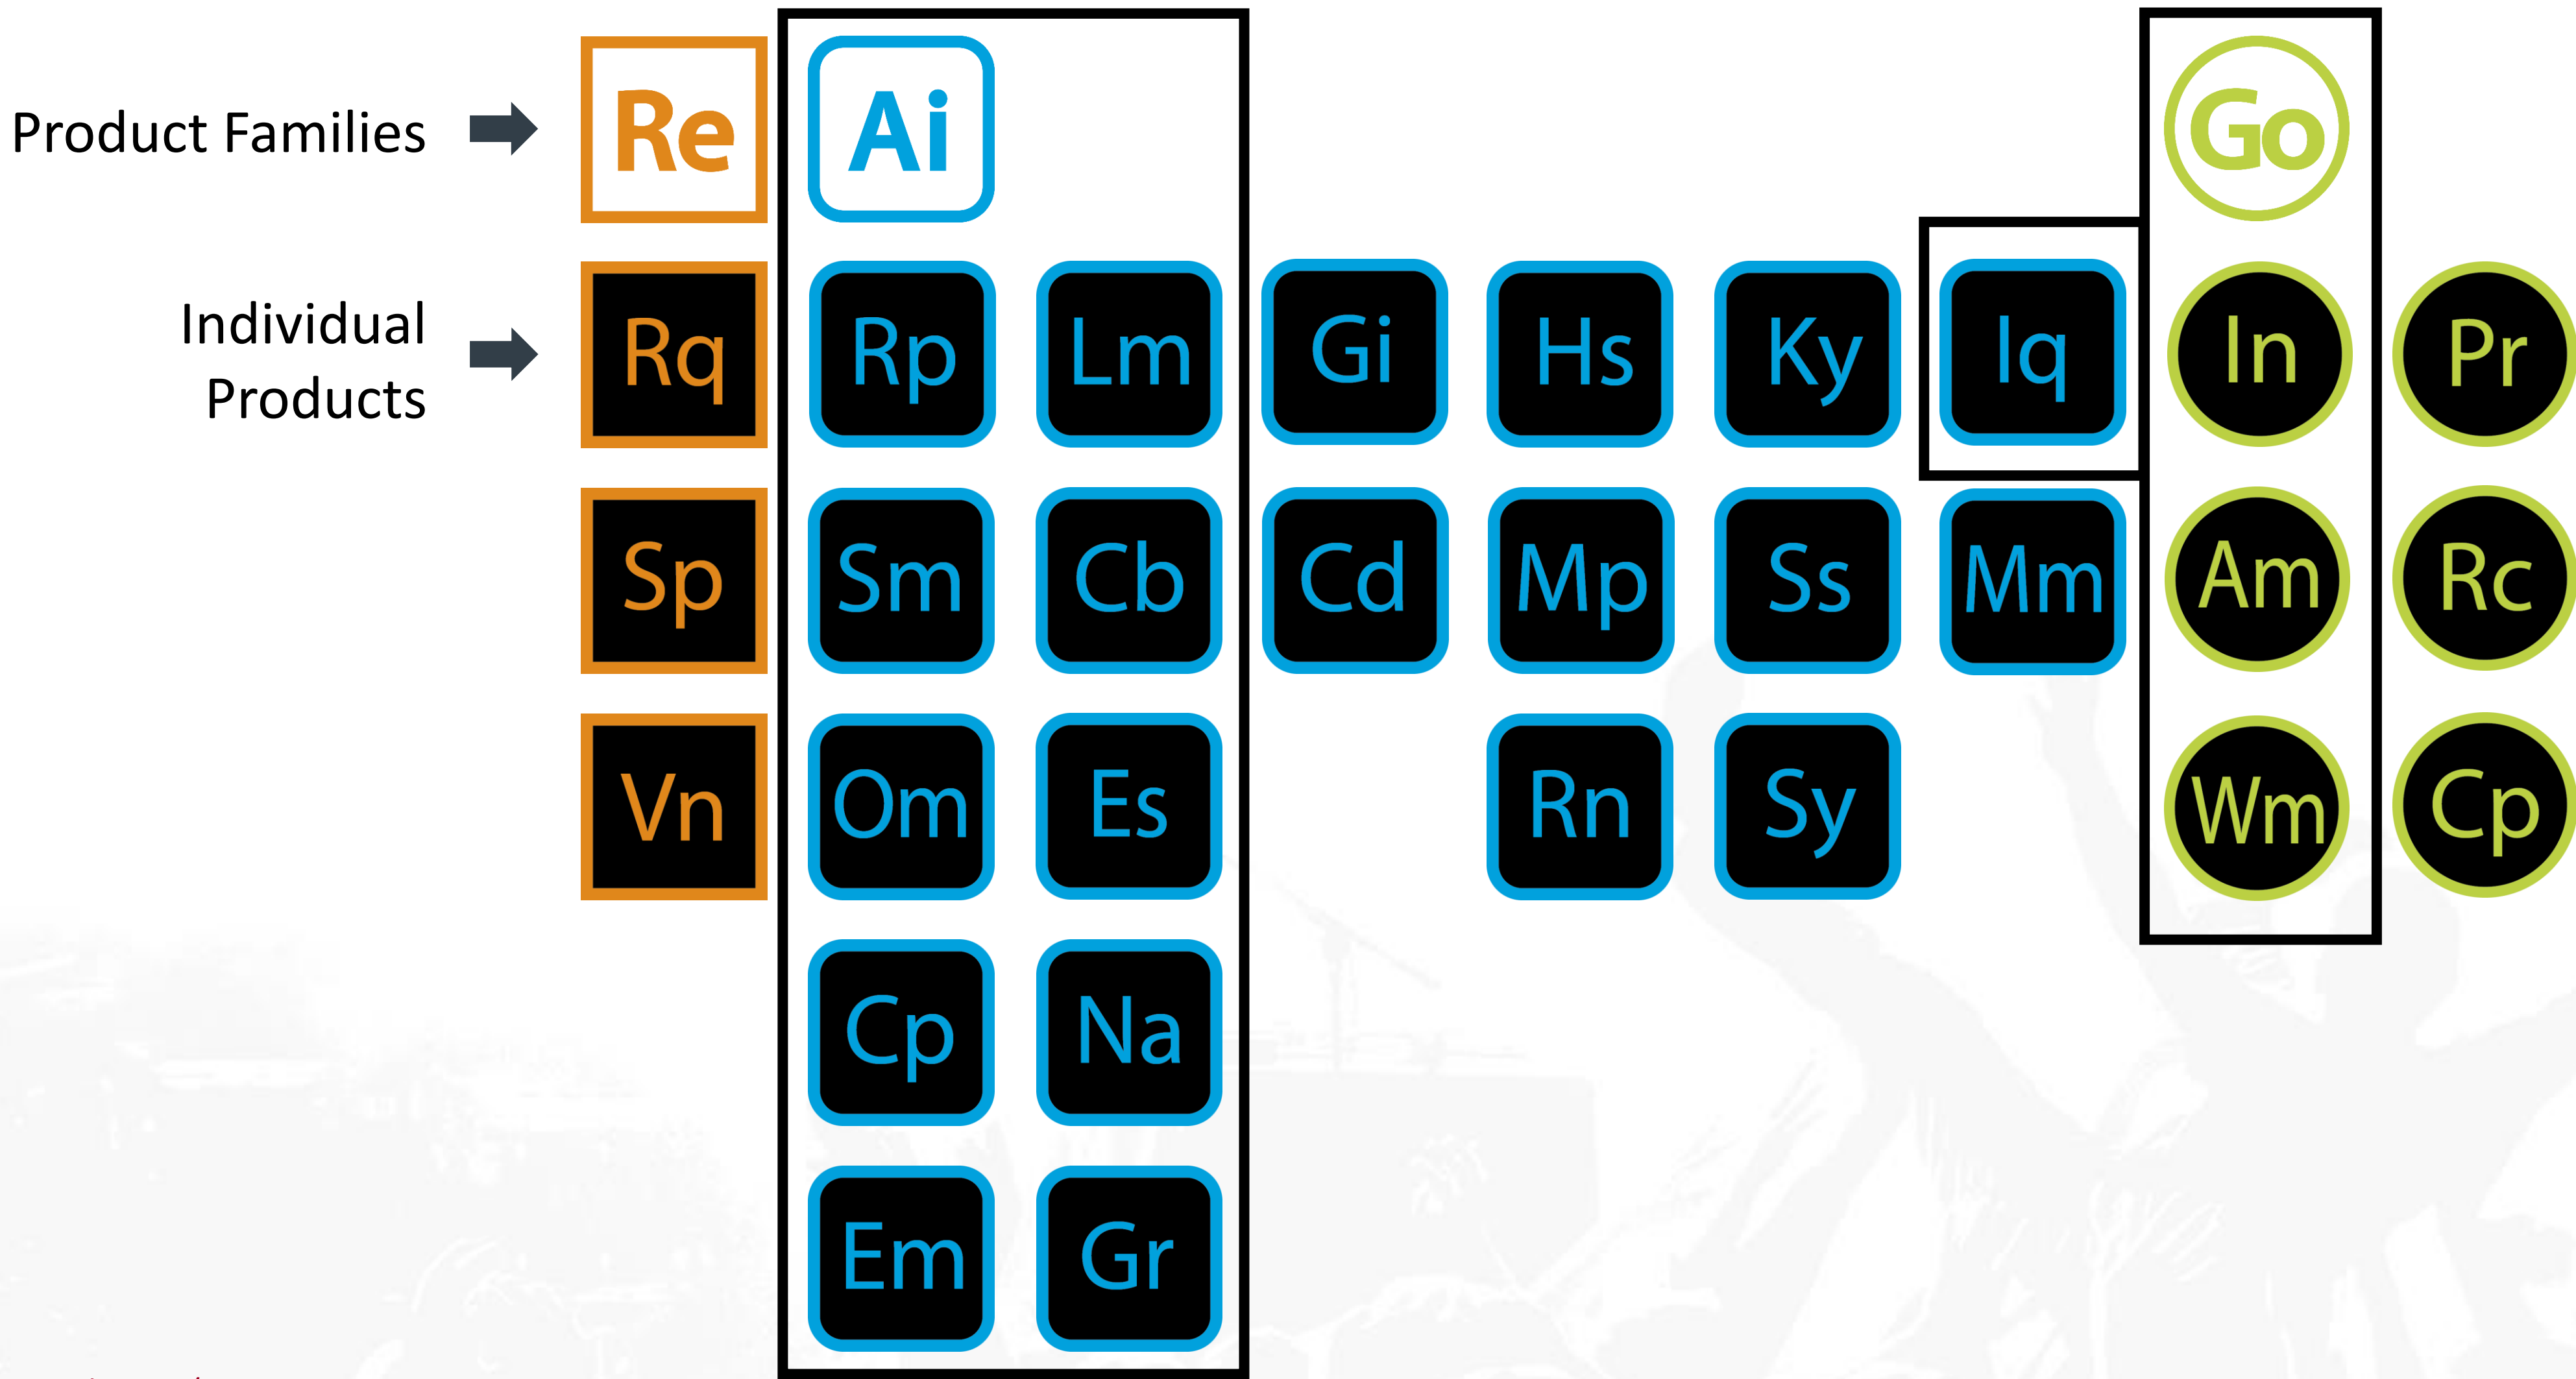 Product Families
Re Ai Go
Individual
Products
Rq Rp Lm Gi Hs Ky Iq In Pr
Sp Sm Cb Cd Mp Ss Mm Am Rc
Vn Om Es Rn Sy Wm Cp
Cp Na
Em Gr